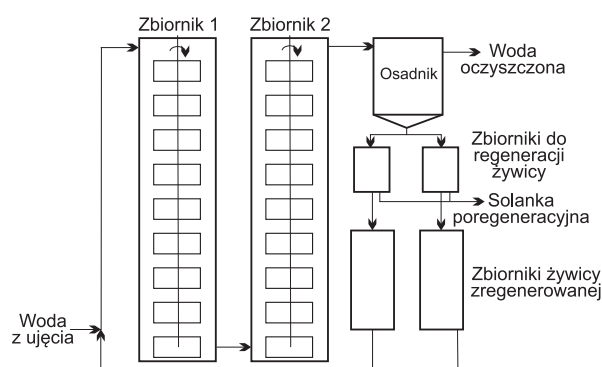 Zbiornik 1
Zbiornik 2
Osadnik
Woda
oczyszczona
Zbiorniki do
regeneracji
żywicy
Solanka
poregeneracyjna
Zbiorniki żywicy
zregenerowanej
Woda
z ujęcia